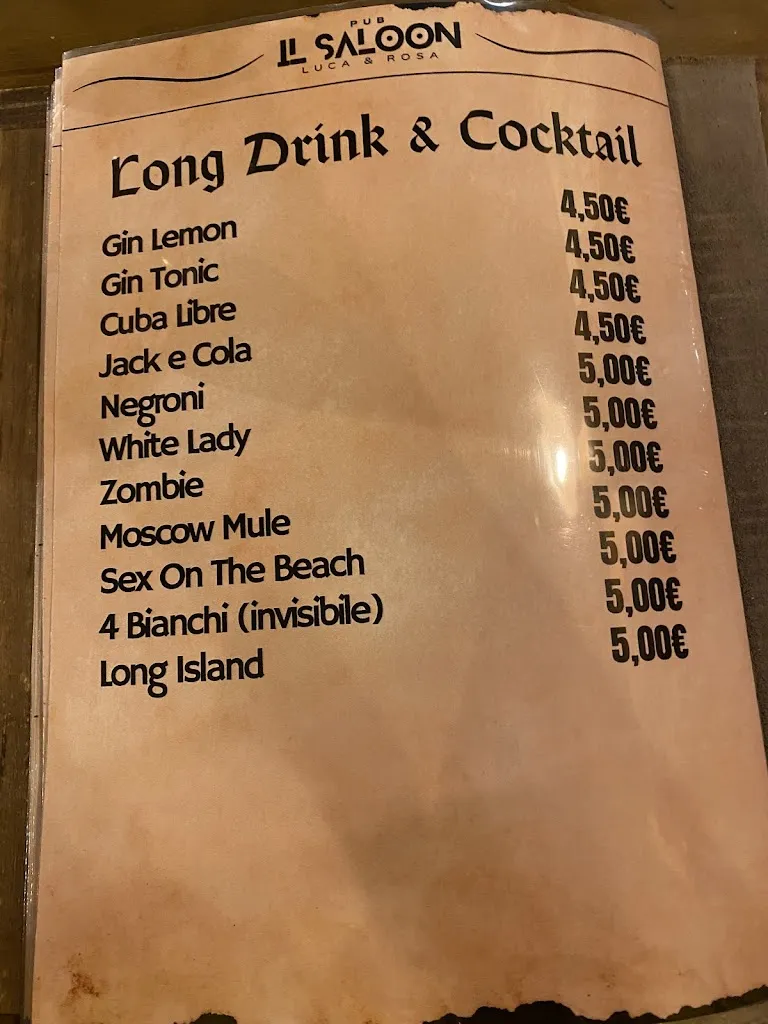 PUB
IL SALOON
LUCA & ROSA
Long Drink & Cocktail
Gin Lemon 4,50€
Gin Tonic 4,50€
Cuba Libre 4,50€
Jack e Cola 4,50€
Negroni 5,00€
White Lady 5,00€
Zombie 5,00€
Moscow Mule 5,00€
Sex On The Beach 5,00€
4 Bianchi (invisibile) 5,00€
Long Island 5,00€